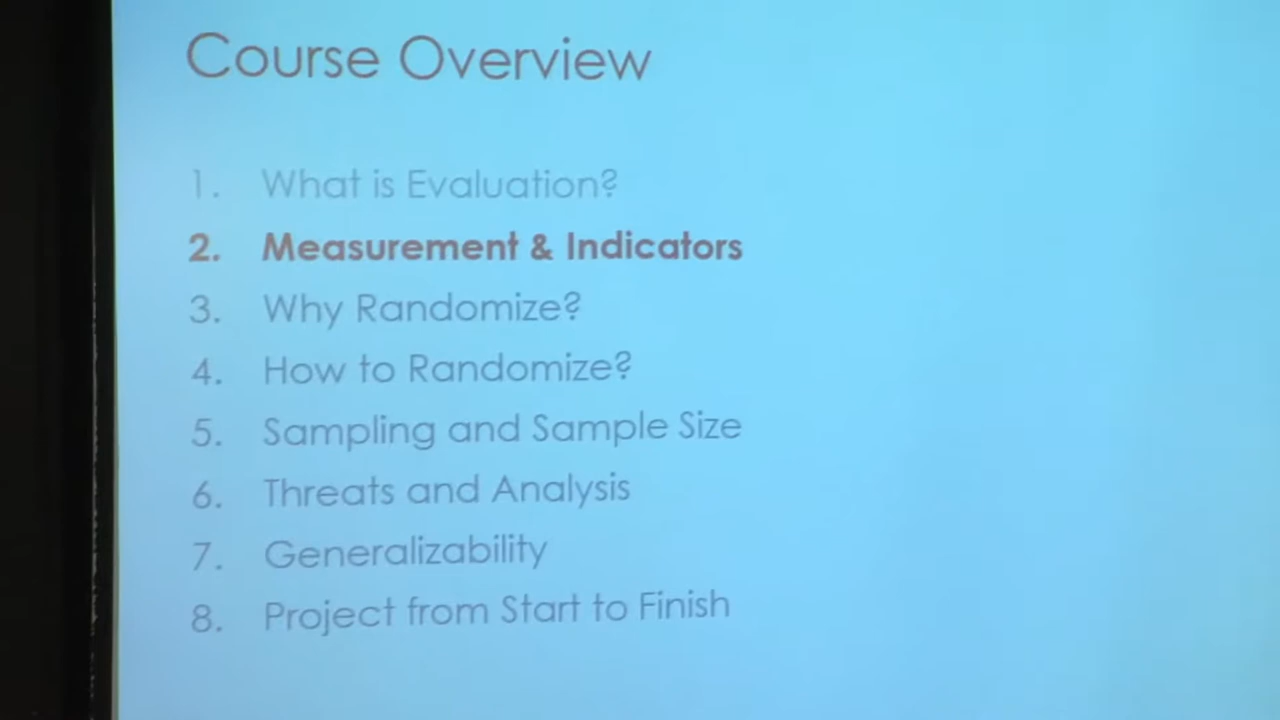 Course Overview
1. What is Evaluation?
2. Measurement & Indicators
3. Why Randomize?
4. How to Randomize?
5. Sampling and Sample Size
6. Threats and Analysis
7. Generalizability
8. Project from Start to Finish